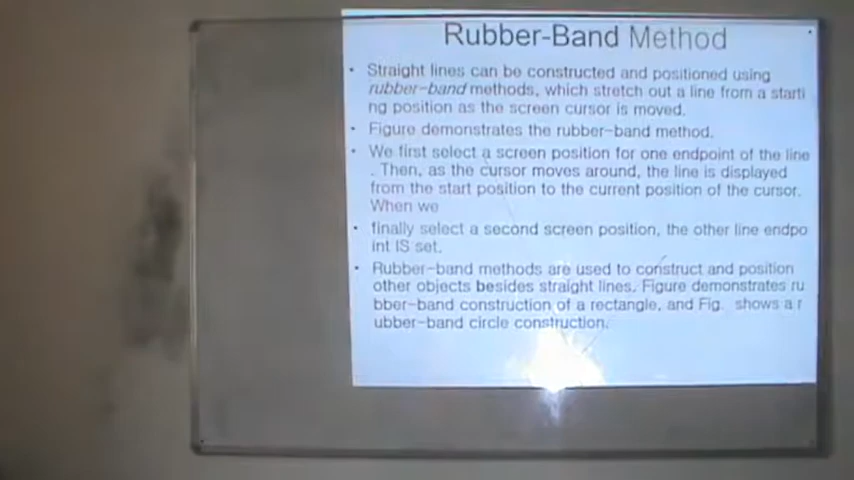 Rubber-Band Method
• Straight lines can be constructed and positioned using
rubber-band methods, which stretch out a line from a starti
ng position as the screen cursor is moved.
• Figure demonstrates the rubber-band method.
• We first select a screen position for one endpoint of the line
. Then, as the cursor moves around, the line is displayed
from the start position to the current position of the cursor.
When we
• finally select a second screen position, the other line endpo
int IS set.
• Rubber-band methods are used to construct and position
other objects besides straight lines. Figure demonstrates ru
bber-band construction of a rectangle, and Fig. shows a r
ubber-band circle construction.